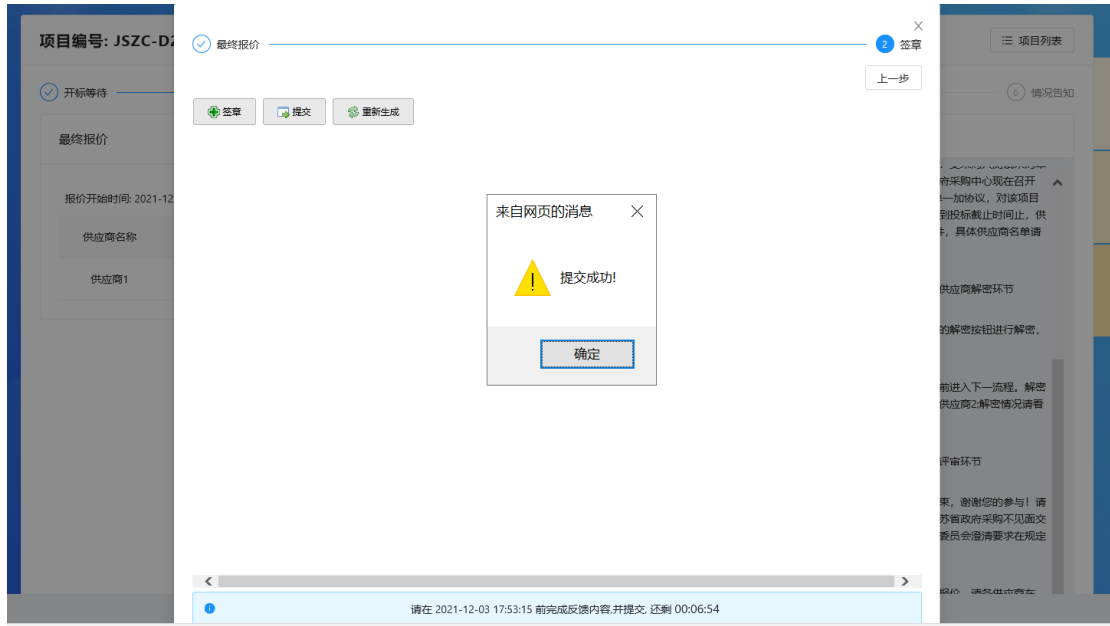 项目编号: JSZC-D2
最终报价
2 签章
项目列表
上一步
开标等待
6 情况告知
签章
提交
重新生成
最终报价
报价开始时间: 2021-12
供应商名称
供应商1
来自网页的消息
提交成功!
确定
府采购中心现在召开
一加协议，对该项目
到投标截止时间止，供
，具体供应商名单请
供应商解密环节
的解密按钮进行解密，
前进入下一流程。解密
供应商2;解密情况请看
评审环节
束，谢谢您的参与！请
苏省政府采购不见面交
委员会澄清要求在规定
请在 2021-12-03 17:53:15 前完成反馈内容,并提交, 还剩 00:06:54